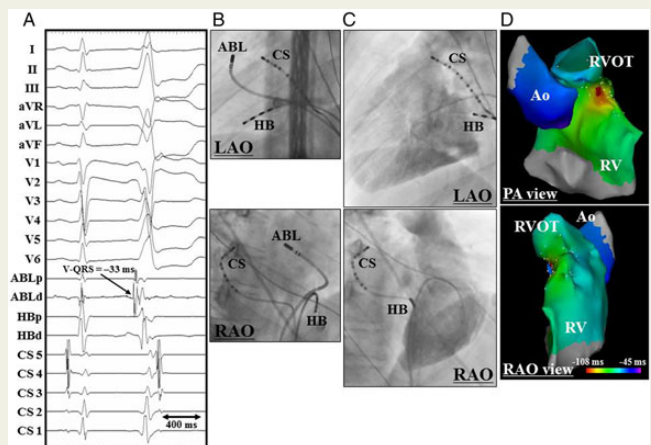 A
B
C
D
I
II
III
aVR
aVL
aVF
V1
V2
V3
V4
V5
V6
V-QRS = –33 ms
ABLp
ABLd
HBp
HBd
CS 5
CS 4
CS 3
CS 2
CS 1
400 ms
ABL
CS
HB
LAO
ABL
CS
HB
RAO
CS
HB
LAO
CS
HB
RAO
RVOT
Ao
RV
PA view
Ao
RVOT
RV
-108 ms
-45 ms
RAO view